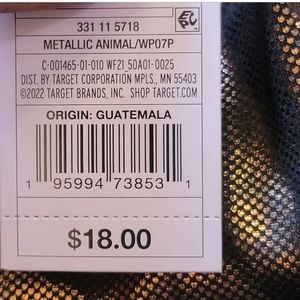 331 11 5718
METALLIC ANIMAL/WP07P
C-001465-01-010 WF21 50A01-0025
DIST. BY TARGET CORPORATION MPLS., MN 55403
©2022 TARGET BRANDS, INC. SHOP TARGET.COM
ORIGIN: GUATEMALA
1 95994 73853 1
$18.00